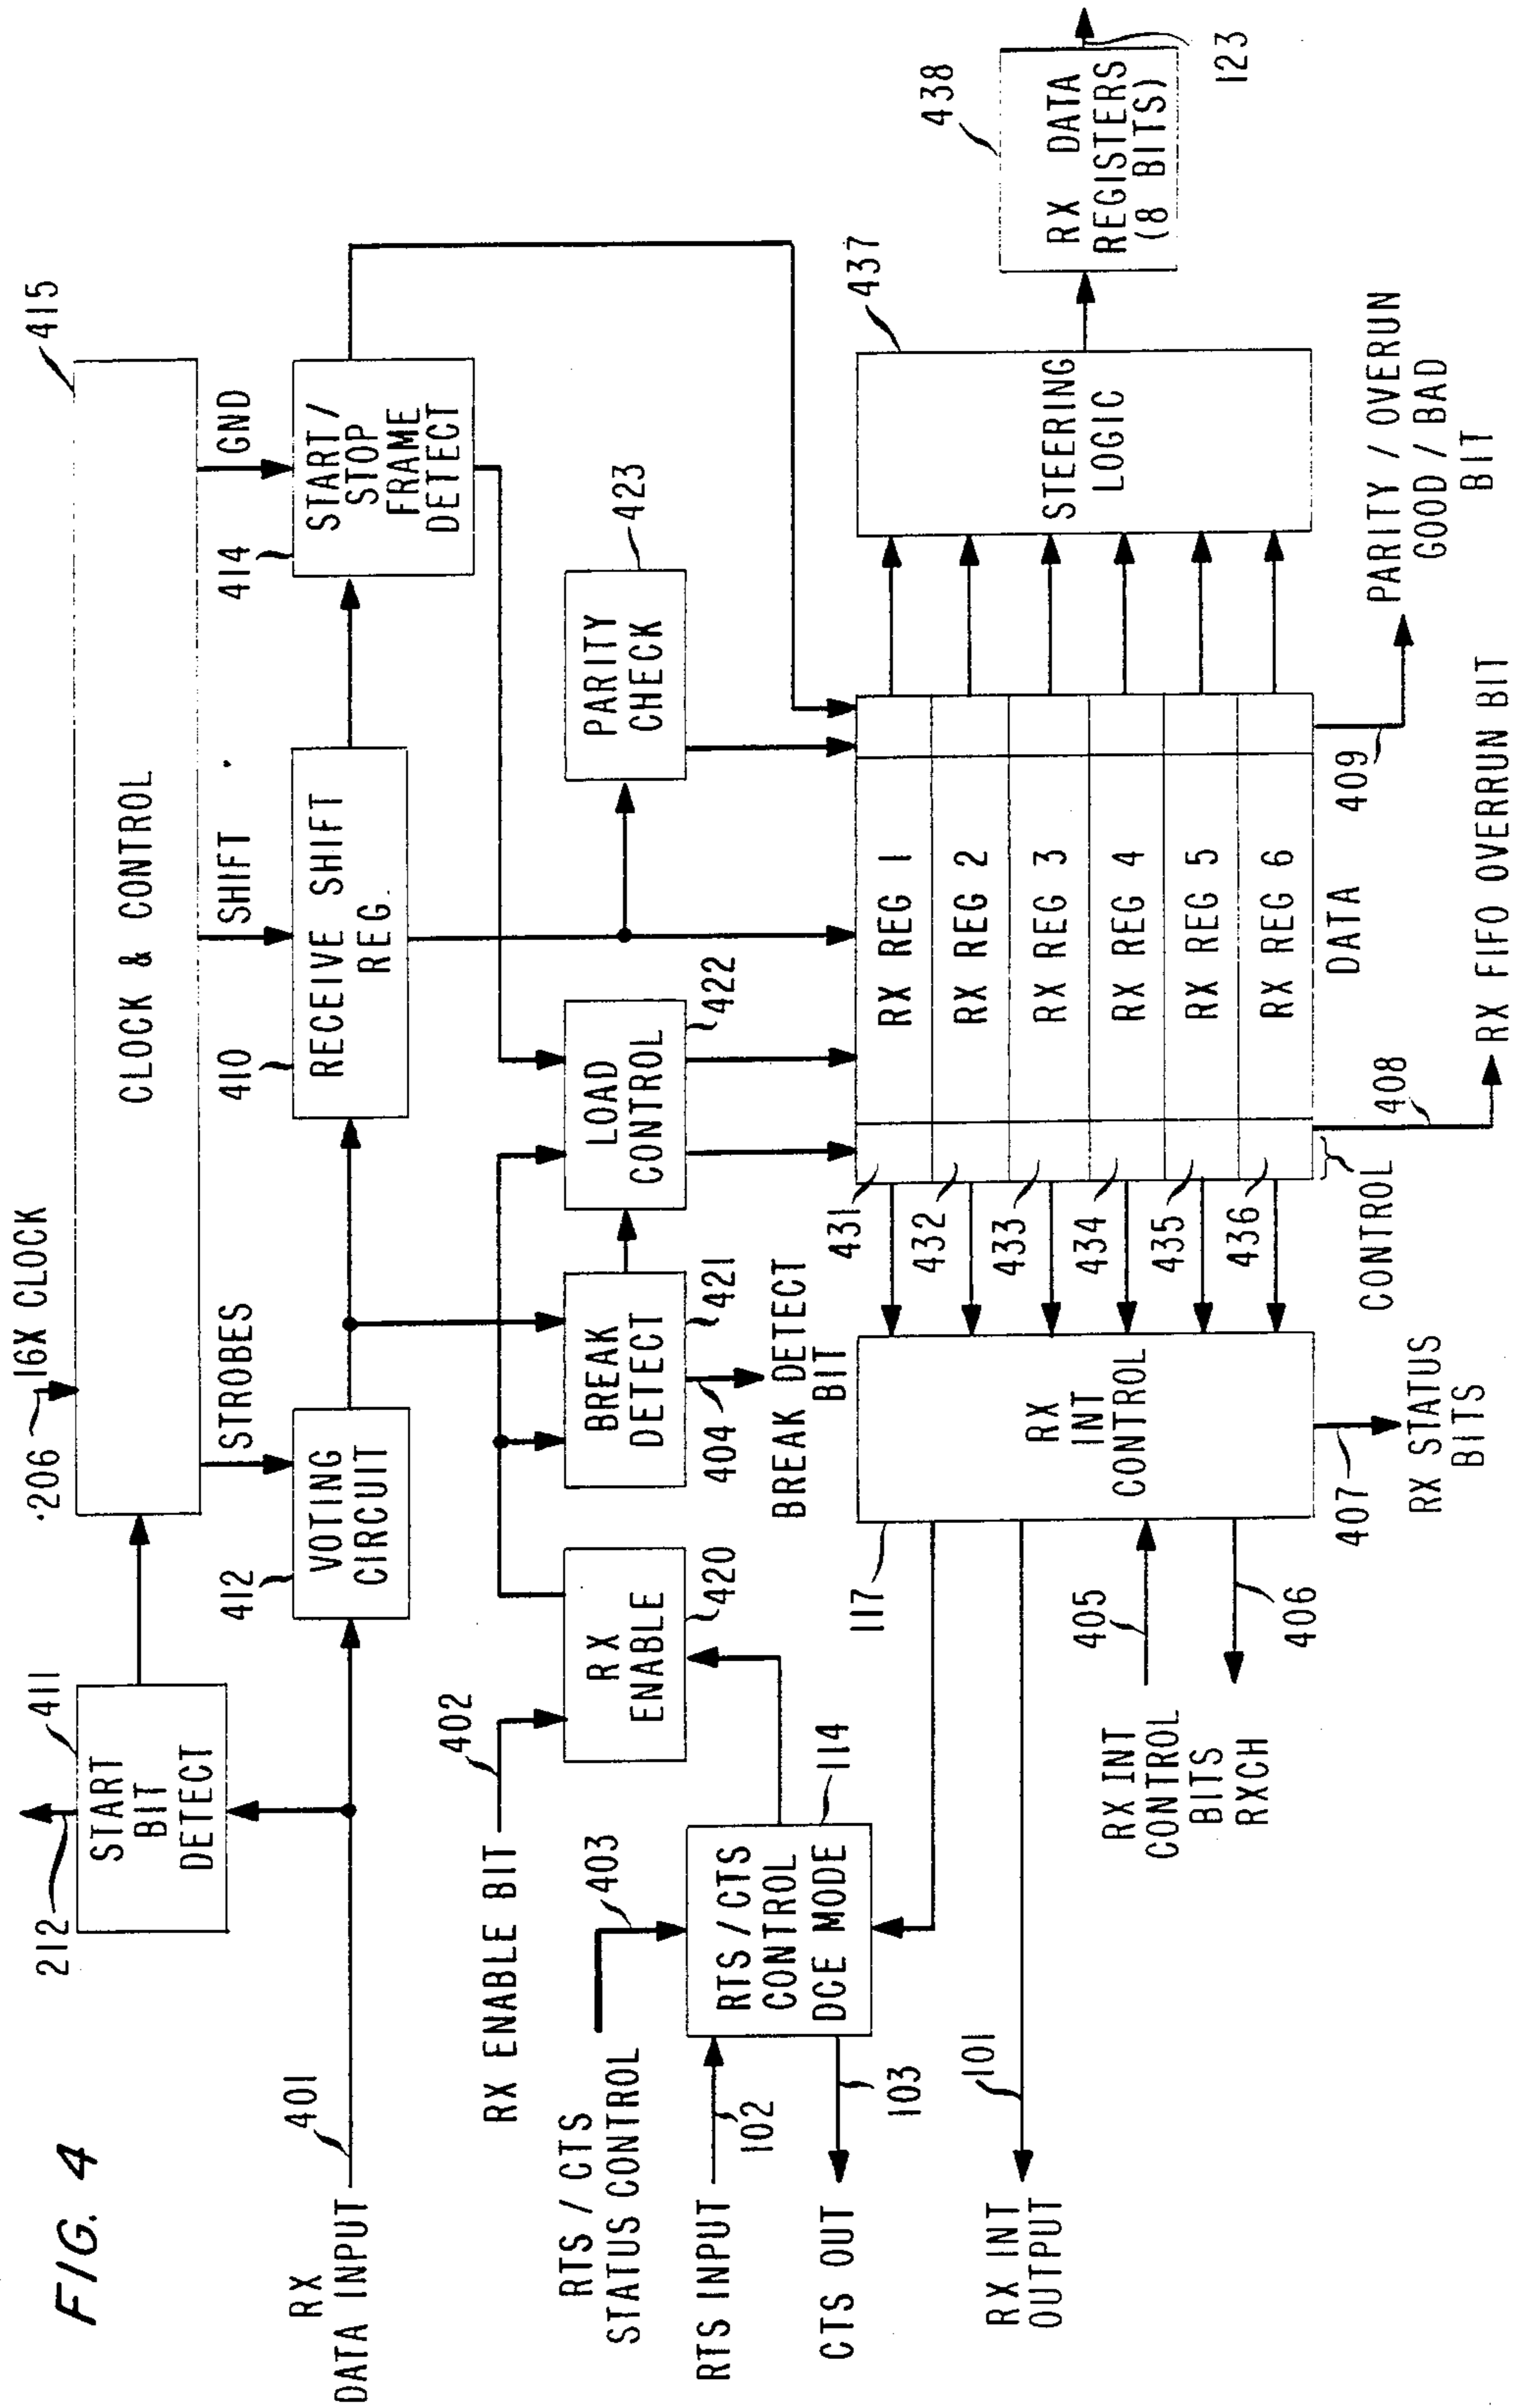 FIG. 4
212
START
BIT
DETECT
411
206
16X CLOCK
CLOCK & CONTROL
415
RX
DATA INPUT
401
412
VOTING
CIRCUIT
STROBES
410
RECEIVE SHIFT
REG.
SHIFT
414
START /
STOP
FRAME
DETECT
GND
RX ENABLE BIT
402
RX
ENABLE
420
BREAK
DETECT
421
404
BREAK DETECT
BIT
LOAD
CONTROL
422
PARITY
CHECK
423
RTS / CTS
STATUS CONTROL
403
RTS INPUT
102
RTS / CTS
CONTROL
DCE MODE
114
CTS OUT
103
RX INT
OUTPUT
101
117
RX
INT
CONTROL
RX INT
CONTROL
BITS
405
RXCH
406
407
RX STATUS
BITS
431
432
433
434
435
436
CONTROL
RX REG 1
RX REG 2
RX REG 3
RX REG 4
RX REG 5
RX REG 6
DATA
408
RX FIFO OVERRUN BIT
409
PARITY / OVERUN
GOOD / BAD
BIT
STEERING
LOGIC
437
RX DATA
REGISTERS
(8 BITS)
438
123